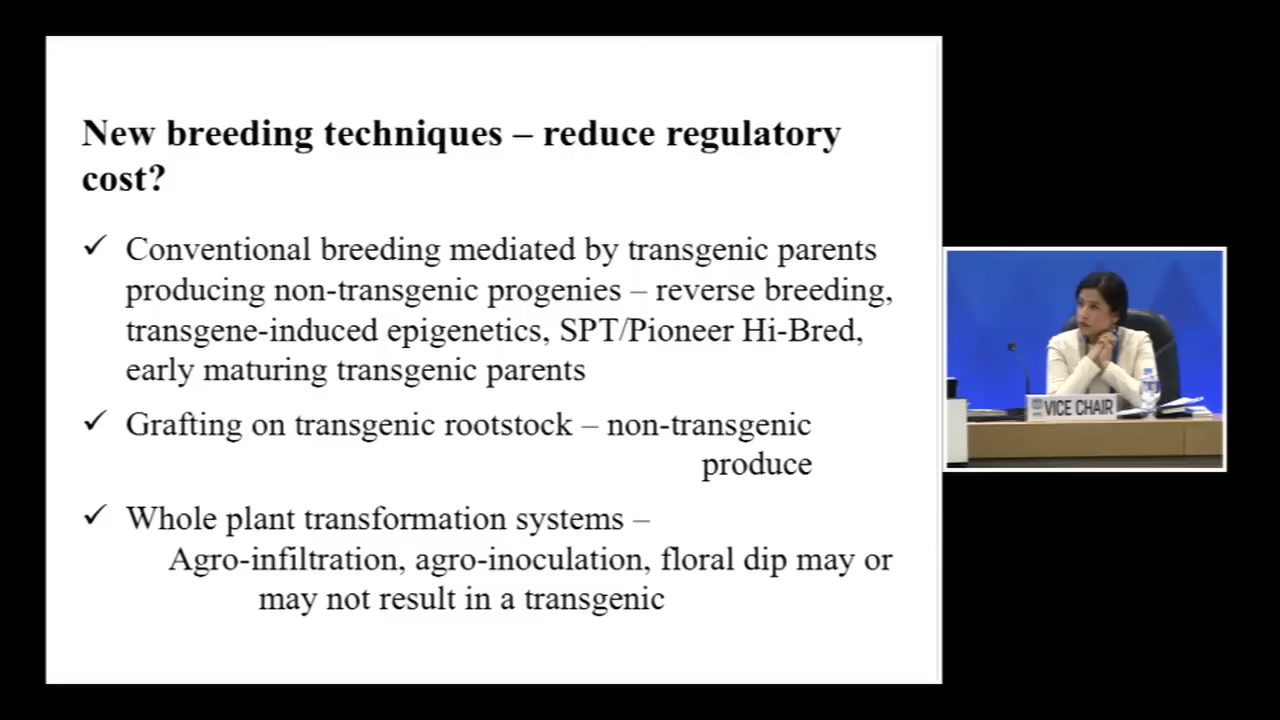 New breeding techniques – reduce regulatory
cost?
✓ Conventional breeding mediated by transgenic parents
producing non-transgenic progenies – reverse breeding,
transgene-induced epigenetics, SPT/Pioneer Hi-Bred,
early maturing transgenic parents
✓ Grafting on transgenic rootstock – non-transgenic
produce
✓ Whole plant transformation systems –
Agro-infiltration, agro-inoculation, floral dip may or
may not result in a transgenic
VICE CHAIR